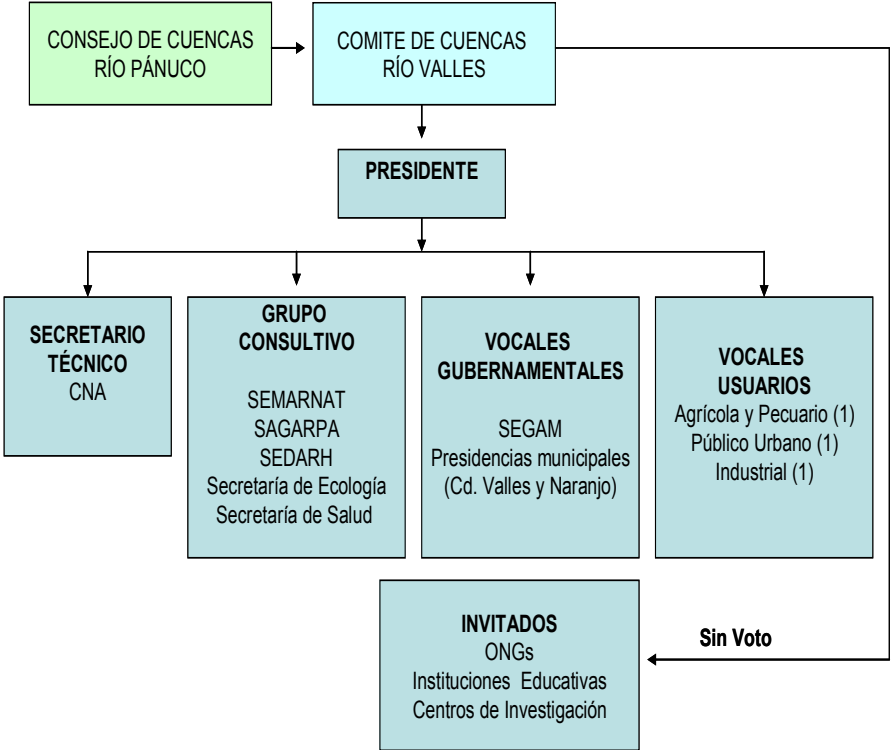 CONSEJO DE CUENCAS
RÍO PÁNUCO
COMITE DE CUENCAS
RÍO VALLES
PRESIDENTE
SECRETARIO
TÉCNICO
CNA
GRUPO
CONSULTIVO
SEMARNAT
SAGARPA
SEDARH
Secretaría de Ecología
Secretaría de Salud
VOCALES
GUBERNAMENTALES
SEGAM
Presidencias municipales
(Cd. Valles y Naranjo)
VOCALES
USUARIOS
Agrícola y Pecuario (1)
Público Urbano (1)
Industrial (1)
INVITADOS
ONGs
Instituciones Educativas
Centros de Investigación
Sin Voto